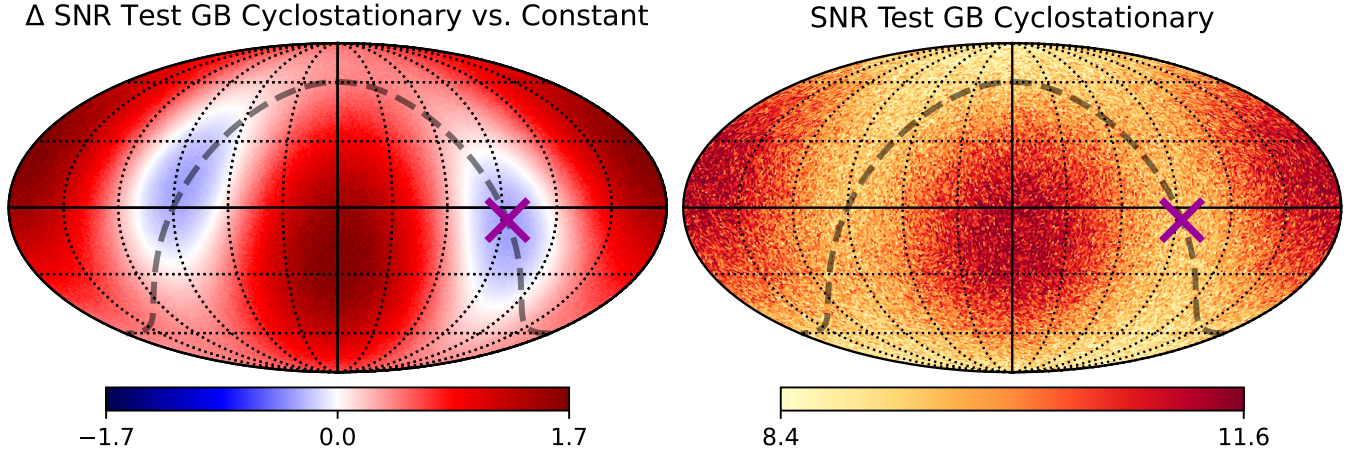 Δ SNR Test GB Cyclostationary vs. Constant
SNR Test GB Cyclostationary
−1.7 0.0 1.7
8.4 11.6